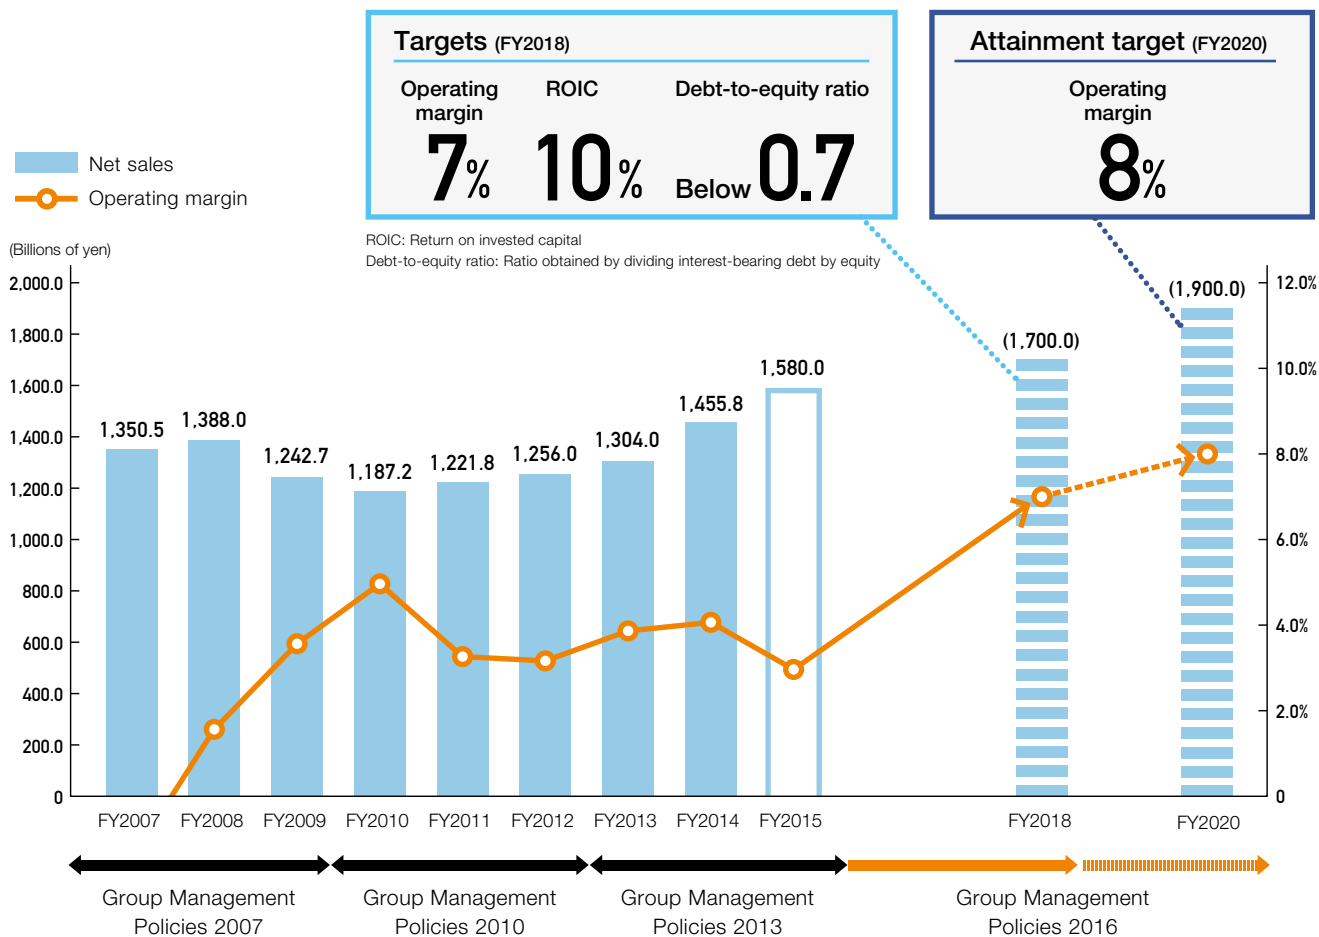 Targets (FY2018)
Operating margin
7%
ROIC
10%
Debt-to-equity ratio
Below 0.7
Attainment target (FY2020)
Operating margin
8%
Net sales
Operating margin
ROIC: Return on invested capital
Debt-to-equity ratio: Ratio obtained by dividing interest-bearing debt by equity
(Billions of yen)
2,000.0
1,800.0
1,600.0
1,400.0
1,200.0
1,000.0
800.0
600.0
400.0
200.0
0
1,350.5
1,388.0
1,242.7
1,187.2
1,221.8
1,256.0
1,304.0
1,455.8
1,580.0
(1,700.0)
(1,900.0)
12.0%
10.0%
8.0%
6.0%
4.0%
2.0%
0
FY2007 FY2008 FY2009 FY2010 FY2011 FY2012 FY2013 FY2014 FY2015 FY2018 FY2020
Group Management
Policies 2007
Group Management
Policies 2010
Group Management
Policies 2013
Group Management
Policies 2016